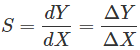 S = dY/dX = ΔY/ΔX